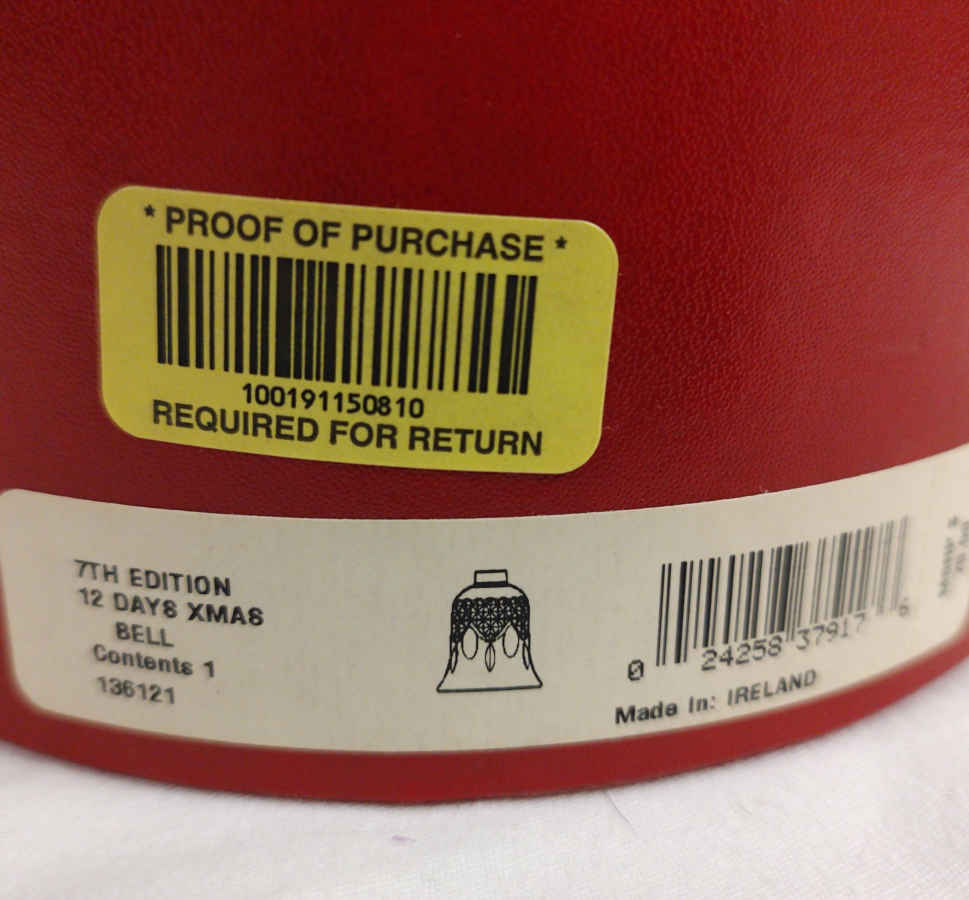 * PROOF OF PURCHASE *
100191150810
REQUIRED FOR RETURN
7TH EDITION
12 DAYS XMAS
BELL
Contents 1
136121
0 24258 37917 6
Made In: IRELAND